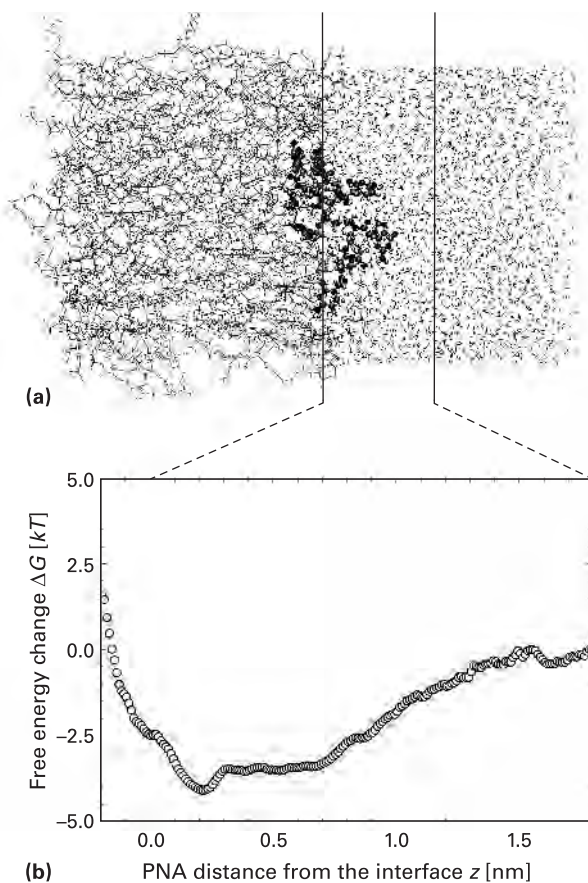 (a)
5.0
2.5
0.0
−2.5
−5.0
Free energy change ΔG [kT]
0.0 0.5 1.0 1.5
(b) PNA distance from the interface z [nm]